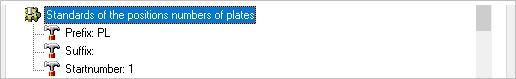 Standards of the positions numbers of plates
Prefix: PL
Suffix:
Startnumber: 1